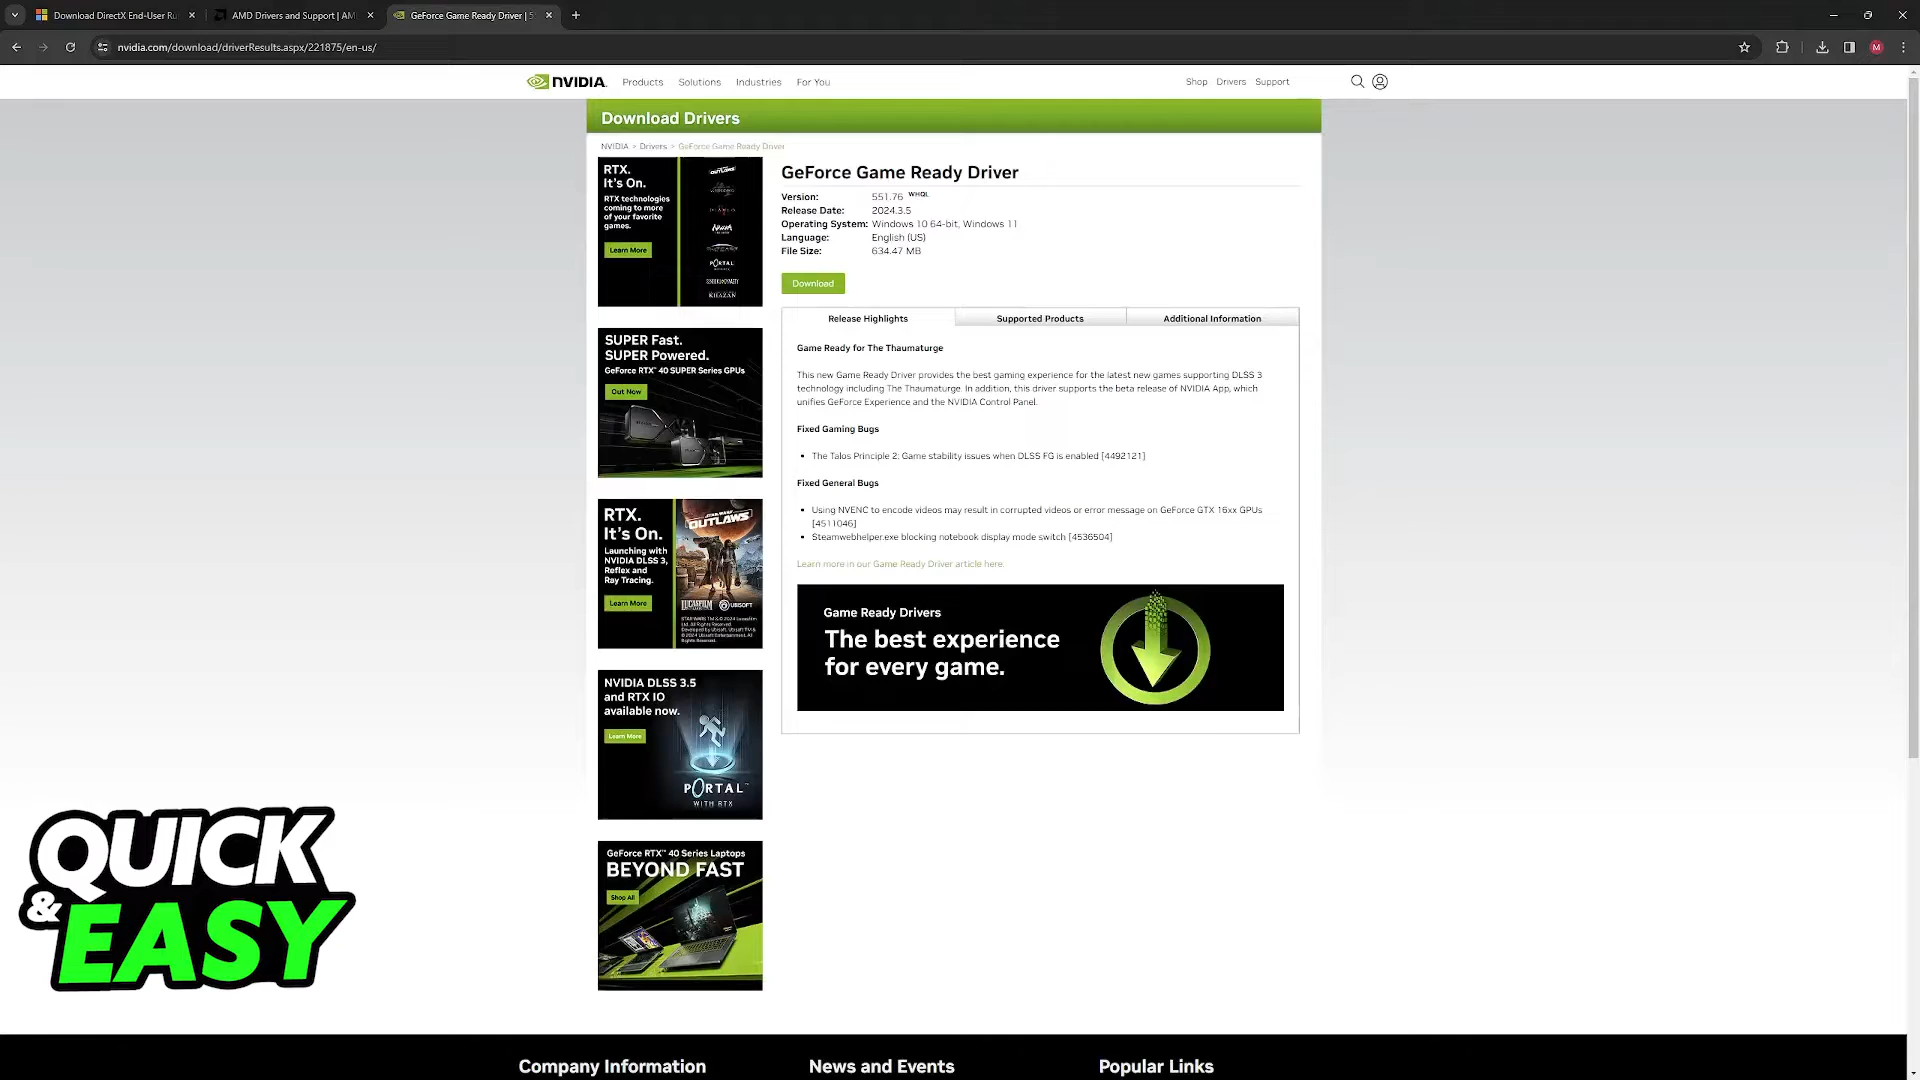 Download DirectX End-User Ru
AMD Drivers and Support | AM
GeForce Game Ready Driver | 5
nvidia.com/download/driverResults.aspx/221875/en-us/
M
NVIDIA.
Products
Solutions
Industries
For You
Shop
Drivers
Support
Download Drivers
NVIDIA > Drivers > GeForce Game Ready Driver
RTX.
It's On.
RTX technologies
coming to more
of your favorite
games.
Learn More
OUTLAWS
PORTAL
KHAZAN
SUPER Fast.
SUPER Powered.
GeForce RTX™ 40 SUPER Series GPUs
Out Now
RTX.
It's On.
Launching with
NVIDIA DLSS 3,
Reflex and
Ray Tracing.
Learn More
STAR WARS
OUTLAWS
LUCASFILM
GAMES
UBISOFT
NVIDIA DLSS 3.5
and RTX IO
available now.
Learn More
PORTAL™
WITH RTX
GeForce RTX™ 40 Series Laptops
BEYOND FAST
Shop All
GeForce Game Ready Driver
Version: 551.76 WHQL
Release Date: 2024.3.5
Operating System: Windows 10 64-bit, Windows 11
Language: English (US)
File Size: 634.47 MB
Download
Release Highlights
Supported Products
Additional Information
Game Ready for The Thaumaturge
This new Game Ready Driver provides the best gaming experience for the latest new games supporting DLSS 3
technology including The Thaumaturge. In addition, this driver supports the beta release of NVIDIA App, which
unifies GeForce Experience and the NVIDIA Control Panel.
Fixed Gaming Bugs
The Talos Principle 2: Game stability issues when DLSS FG is enabled [4492121]
Fixed General Bugs
Using NVENC to encode videos may result in corrupted videos or error message on GeForce GTX 16xx GPUs
[4511046]
Steamwebhelper.exe blocking notebook display mode switch [4536504]
Learn more in our Game Ready Driver article here.
Game Ready Drivers
The best experience
for every game.
QUICK
& EASY
Company Information
News and Events
Popular Links